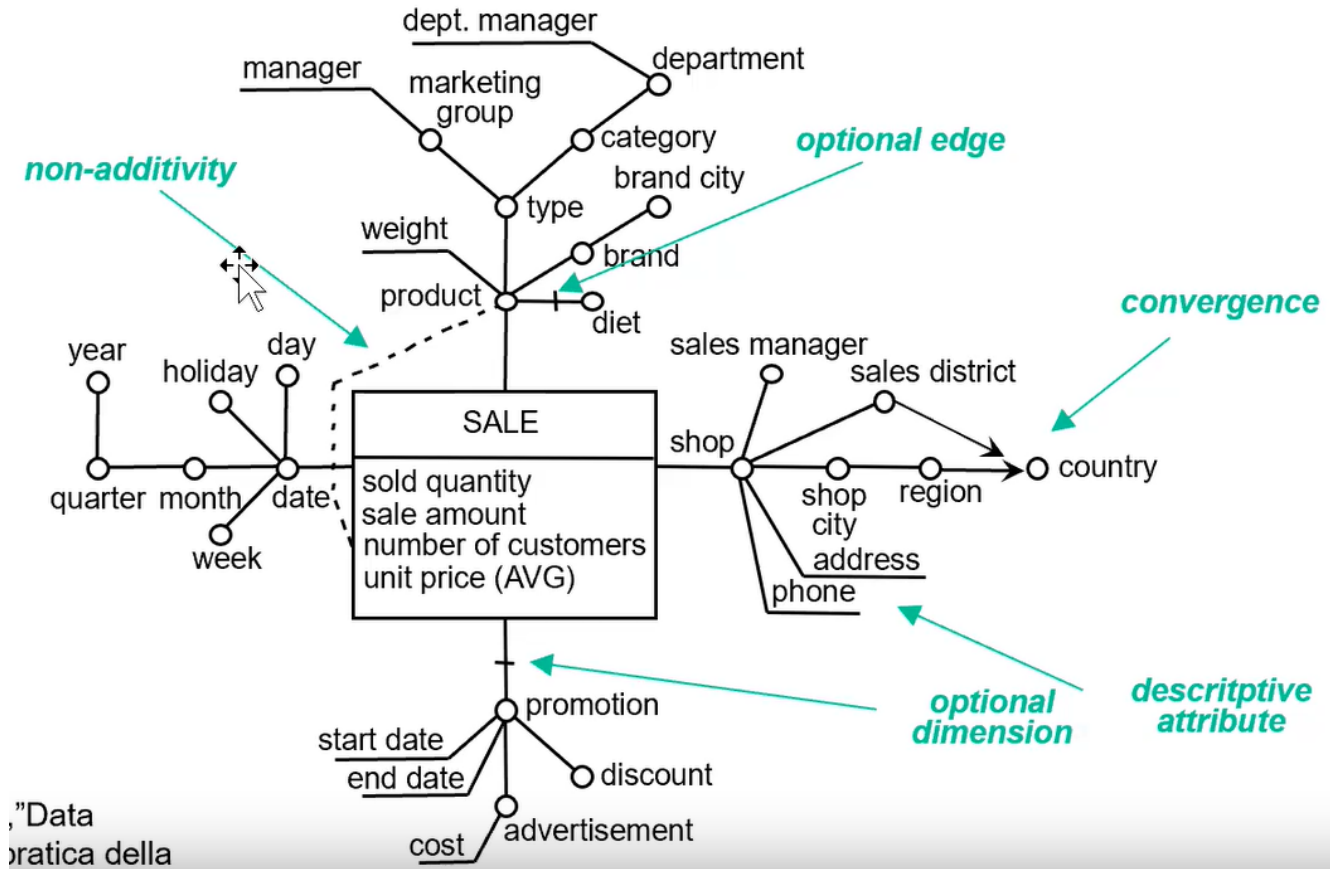 dept. manager
department
manager
marketing
group
category
optional edge
non-additivity
brand city
type
weight
brand
product
diet
convergence
year
holiday
day
sales manager
sales district
SALE
shop
country
quarter
month
date
sold quantity
sale amount
number of customers
unit price (AVG)
shop
city
region
week
address
phone
promotion
optional
dimension
descritptive
attribute
start date
end date
discount
advertisement
cost
,"Data
pratica della